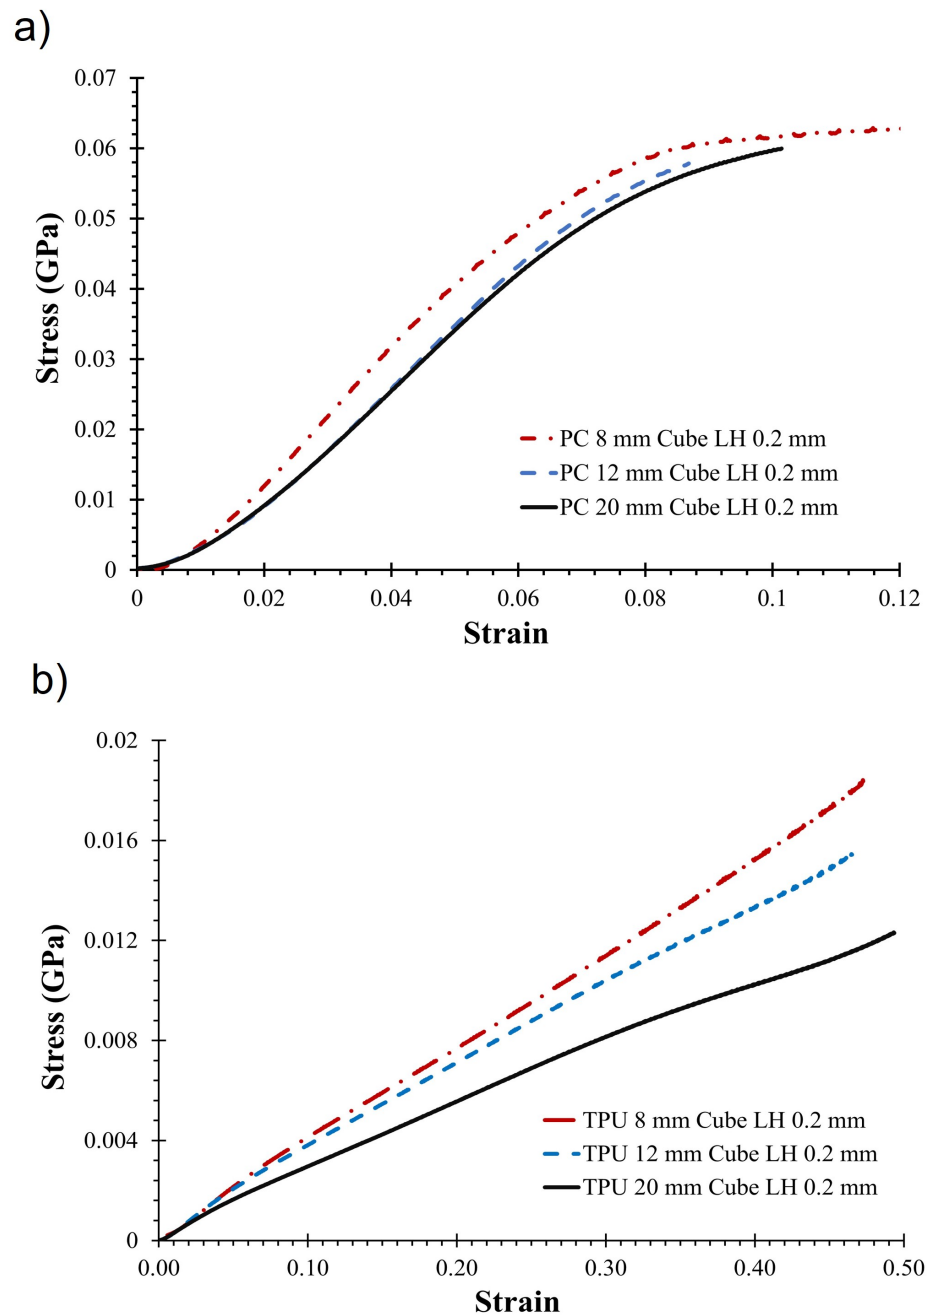 a)
0.07
0.06
0.05
0.04
0.03
0.02
0.01
0
Stress (GPa)
PC 8 mm Cube LH 0.2 mm
PC 12 mm Cube LH 0.2 mm
PC 20 mm Cube LH 0.2 mm
0 0.02 0.04 0.06 0.08 0.1 0.12
Strain
b)
0.02
0.016
0.012
0.008
0.004
0
Stress (GPa)
TPU 8 mm Cube LH 0.2 mm
TPU 12 mm Cube LH 0.2 mm
TPU 20 mm Cube LH 0.2 mm
0.00 0.10 0.20 0.30 0.40 0.50
Strain